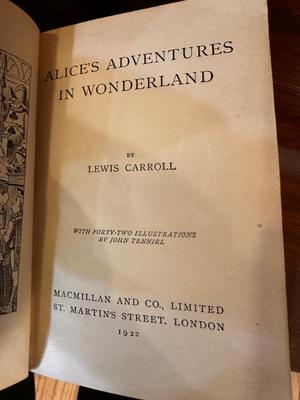 ALICE'S ADVENTURES
IN WONDERLAND
BY
LEWIS CARROLL
WITH FORTY-TWO ILLUSTRATIONS
BY JOHN TENNIEL
MACMILLAN AND CO., LIMITED
ST. MARTIN'S STREET, LONDON
1922